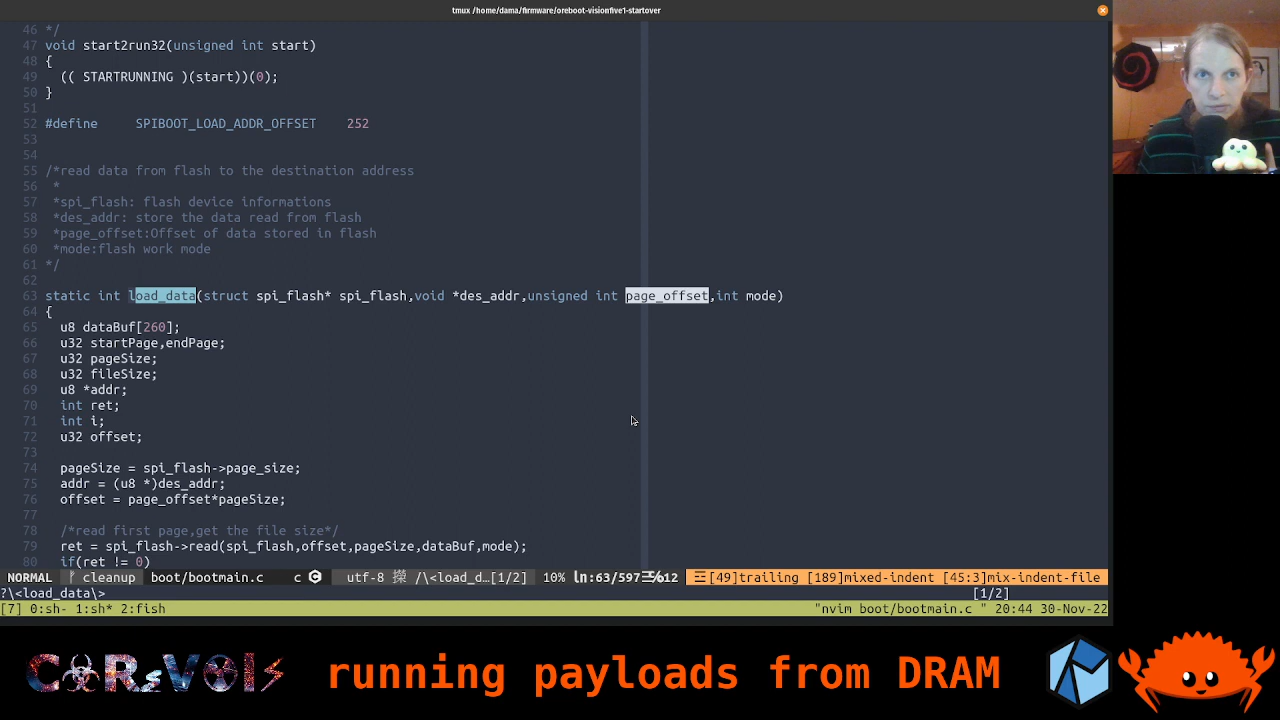 tmux /home/dama/firmware/oreboot-visionfive1-startover
46 */
47 void start2run32(unsigned int start)
48 {
49 (( STARTRUNNING )(start))(0);
50 }
51
52 #define SPIBOOT_LOAD_ADDR_OFFSET 252
53
54
55 /*read data from flash to the destination address
56 *
57 *spi_flash: flash device informations
58 *des_addr: store the data read from flash
59 *page_offset:Offset of data stored in flash
60 *mode:flash work mode
61 */
62
63 static int load_data(struct spi_flash* spi_flash,void *des_addr,unsigned int page_offset,int mode)
64 {
65 u8 dataBuf[260];
66 u32 startPage,endPage;
67 u32 pageSize;
68 u32 fileSize;
69 u8 *addr;
70 int ret;
71 int i;
72 u32 offset;
73
74 pageSize = spi_flash->page_size;
75 addr = (u8 *)des_addr;
76 offset = page_offset*pageSize;
77
78 /*read first page,get the file size*/
79 ret = spi_flash->read(spi_flash,offset,pageSize,dataBuf,mode);
80 if(ret != 0)
NORMAL cleanup boot/bootmain.c c utf-8 /\<load_d…[1/2] 10% ln:63/597 12 [49]trailing [189]mixed-indent [45:3]mix-indent-file
?\<load_data\> [1/2]
[7] 0:sh- 1:sh* 2:fish "nvim boot/bootmain.c " 20:44 30-Nov-22
running payloads from DRAM